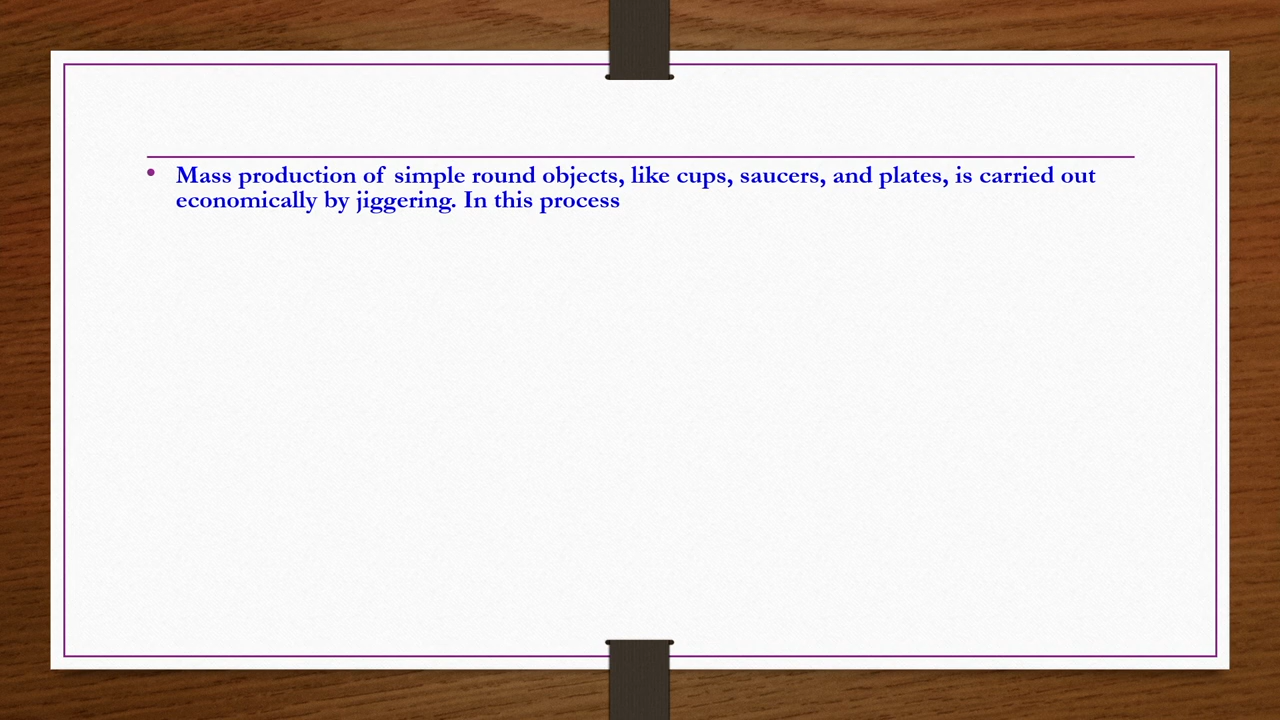 • Mass production of simple round objects, like cups, saucers, and plates, is carried out
economically by jiggering. In this process